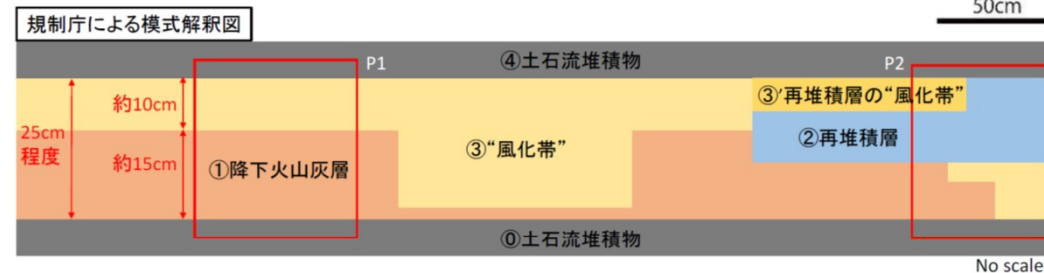 50cm
規制庁による模式解釈図
④土石流堆積物
P1
P2
約10cm
③′再堆積層の“風化帯”
25cm
程度
②再堆積層
③“風化帯”
約15cm
①降下火山灰層
⓪土石流堆積物
No scale